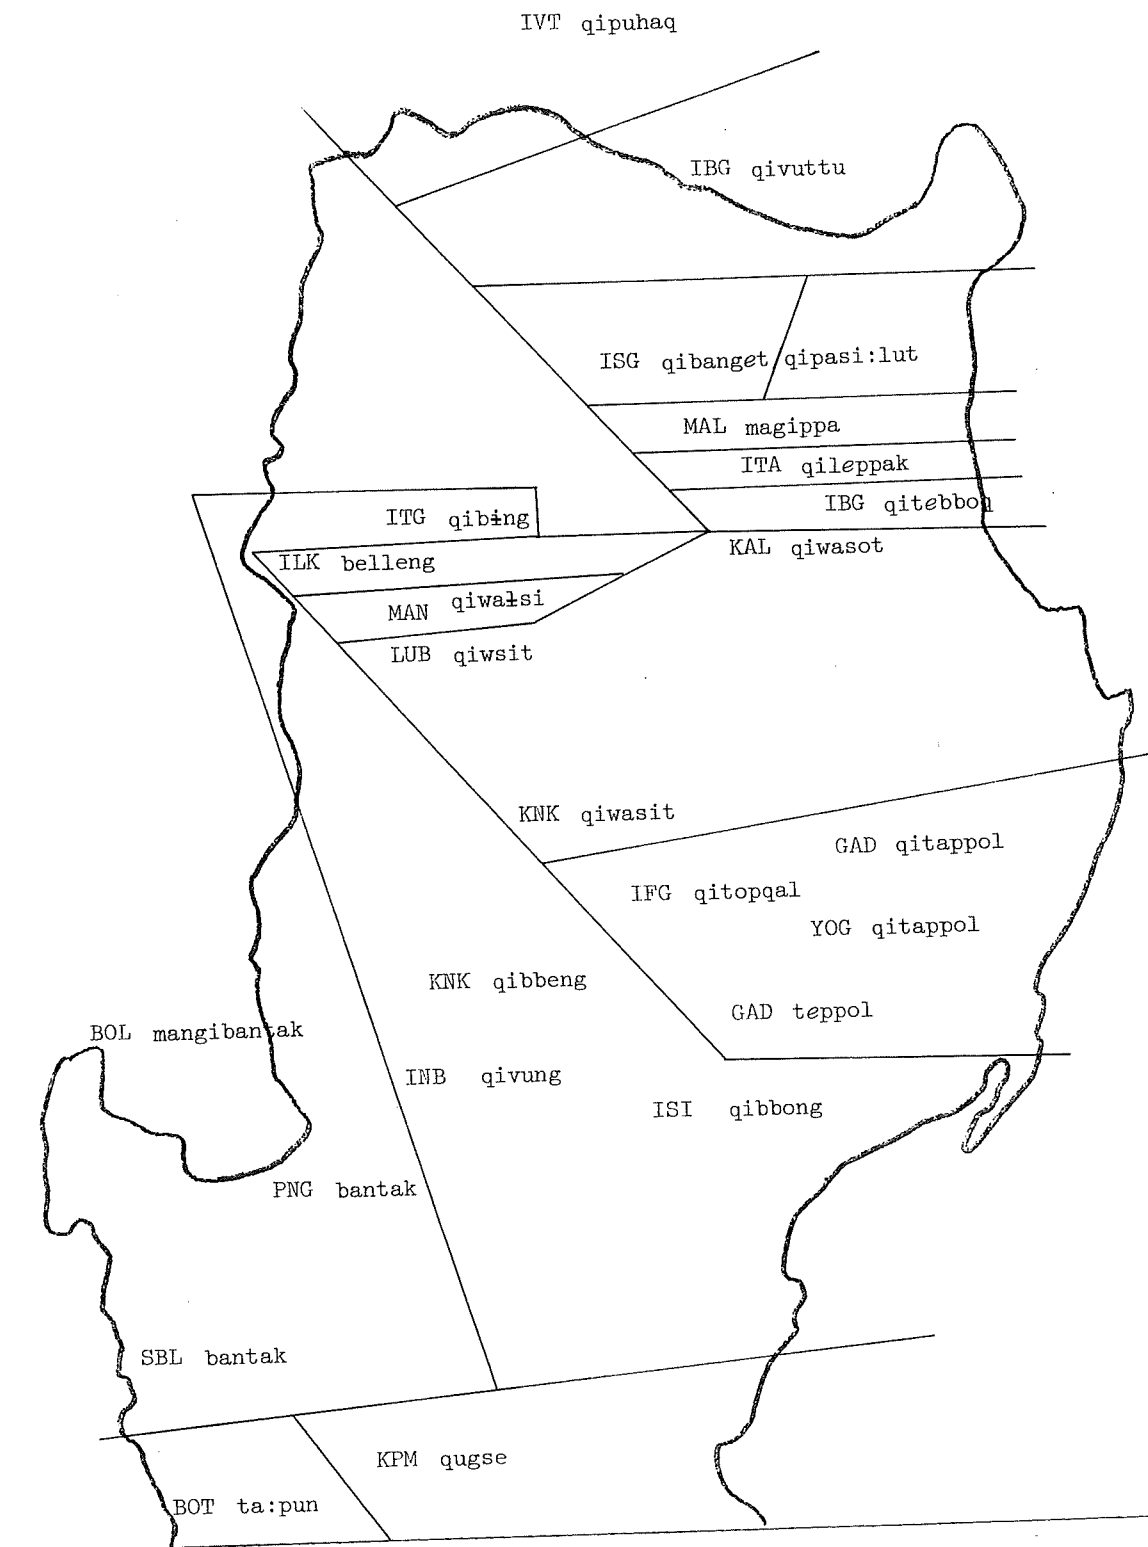 IVT qipuhaq
IBG qivuttu
ISG qibanget qipasi:lut
MAL magippa
ITA qileppak
IBG qitebboq
ITG qibɨng
ILK belleng
KAL qiwasot
MAN qiwaɫsi
LUB qiwsit
KNK qiwasit
GAD qitappol
IFG qitopqal
YOG qitappol
KNK qibbeng
GAD teppol
BOL mangibantak
INB qivung
ISI qibbong
PNG bantak
SBL bantak
KPM qugse
BOT ta:pun